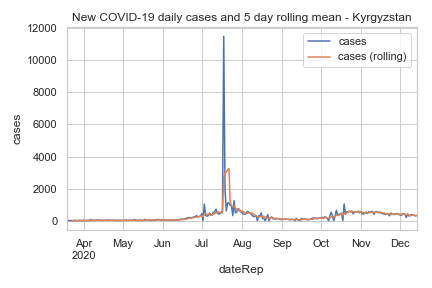 New COVID-19 daily cases and 5 day rolling mean - Kyrgyzstan
12000
10000
8000
6000
4000
2000
0
cases
cases
cases (rolling)
Apr May Jun Jul Aug Sep Oct Nov Dec
2020
dateRep